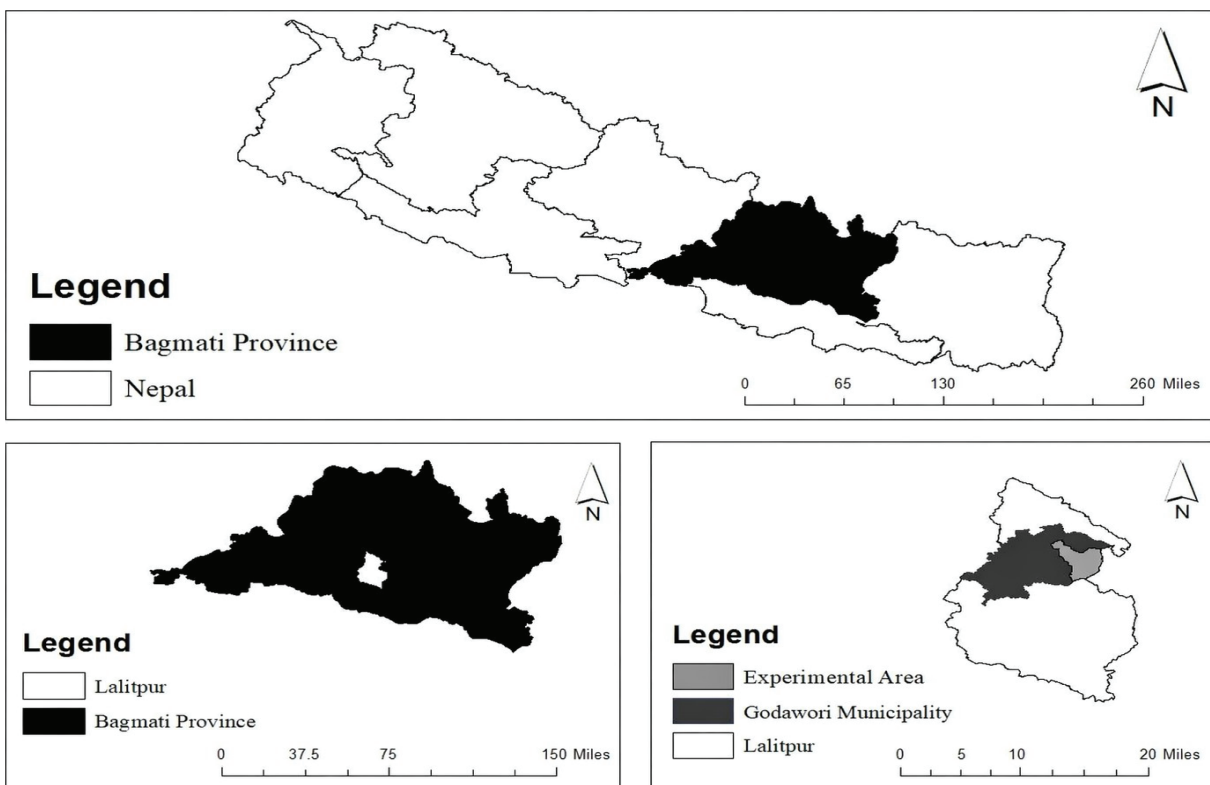 N
Legend
Bagmati Province
Nepal
0 65 130 260 Miles
N
Legend
Lalitpur
Bagmati Province
0 37.5 75 150 Miles
N
Legend
Experimental Area
Godawori Municipality
Lalitpur
0 5 10 20 Miles